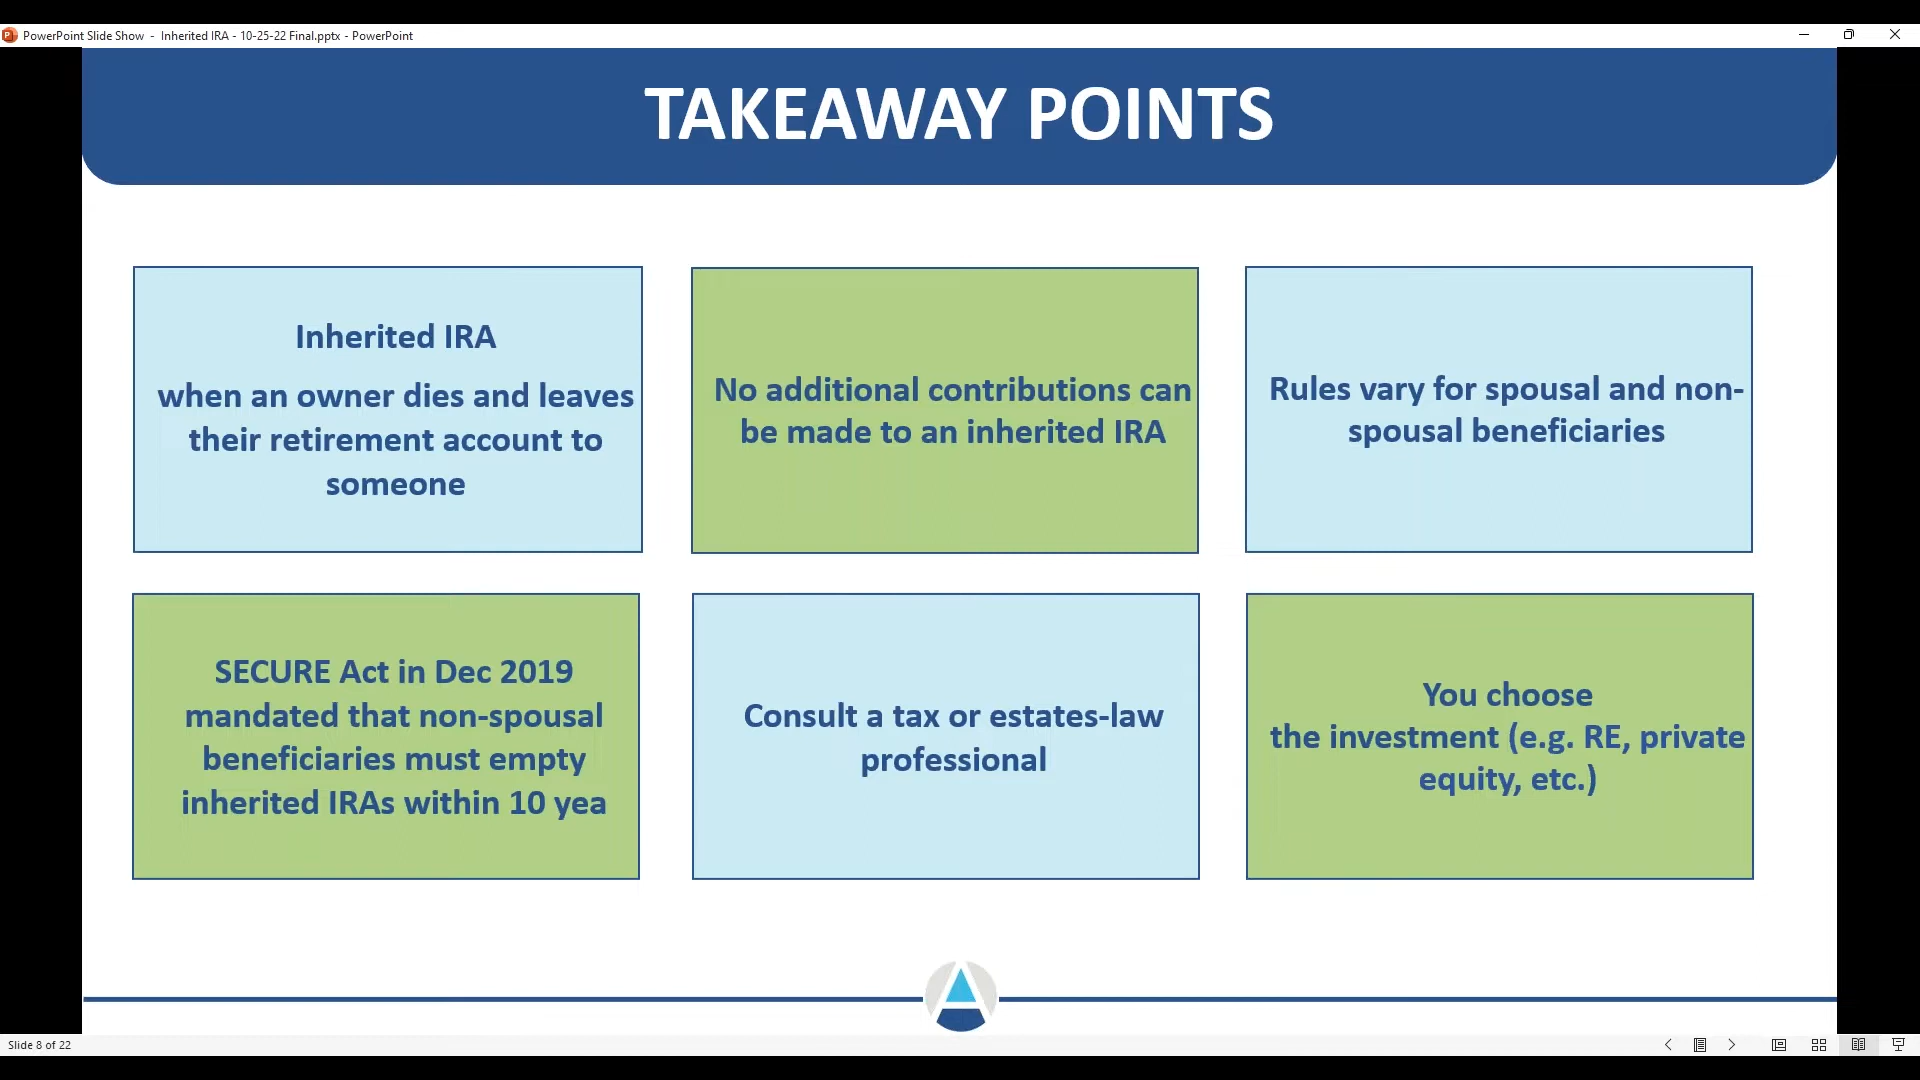 PowerPoint Slide Show - Inherited IRA - 10-25-22 Final.pptx - PowerPoint
TAKEAWAY POINTS
Inherited IRA
when an owner dies and leaves
their retirement account to
someone
No additional contributions can
be made to an inherited IRA
Rules vary for spousal and non-
spousal beneficiaries
SECURE Act in Dec 2019
mandated that non-spousal
beneficiaries must empty
inherited IRAs within 10 yea
Consult a tax or estates-law
professional
You choose
the investment (e.g. RE, private
equity, etc.)
Slide 8 of 22